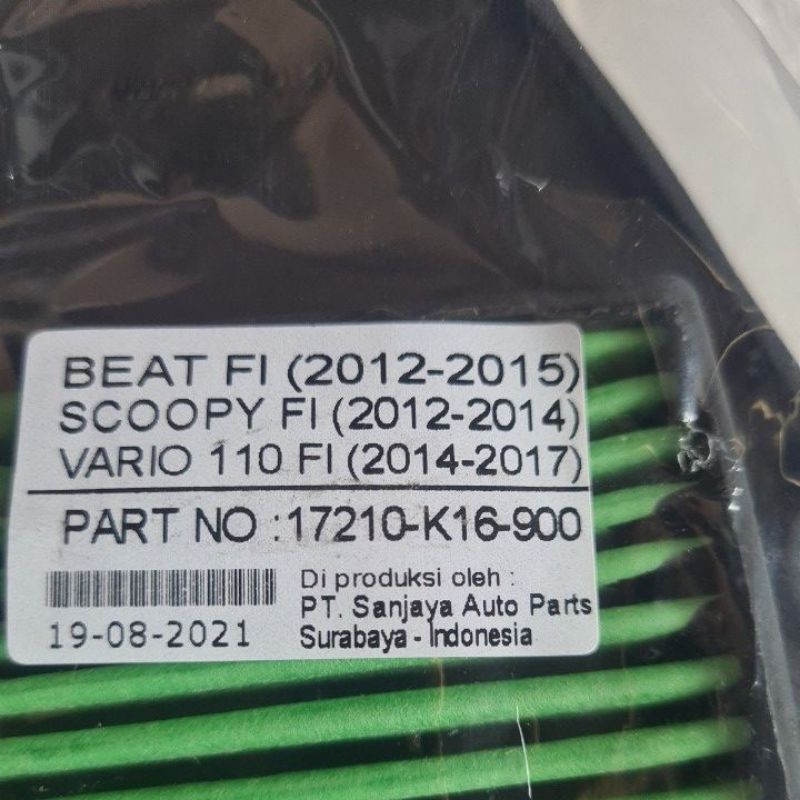 BEAT FI (2012-2015)
SCOOPY FI (2012-2014)
VARIO 110 FI (2014-2017)
PART NO : 17210-K16-900
Di produksi oleh :
PT. Sanjaya Auto Parts
Surabaya - Indonesia
19-08-2021